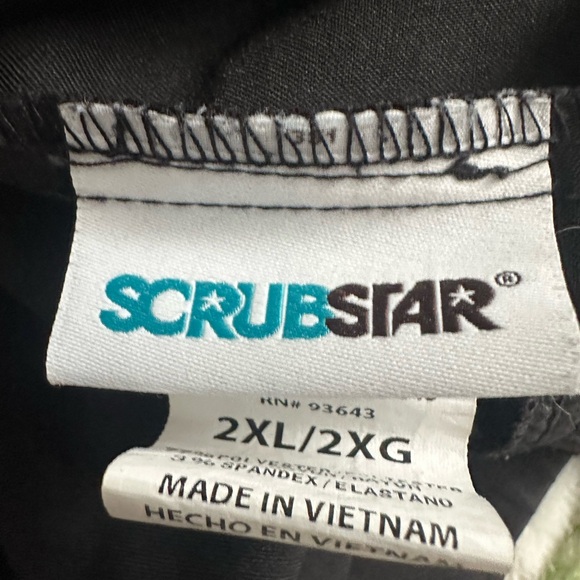 SCRUBSTAR®
RN# 93643
2XL/2XG
3% SPANDEX/ELASTANO
MADE IN VIETNAM
HECHO EN VIETNAM